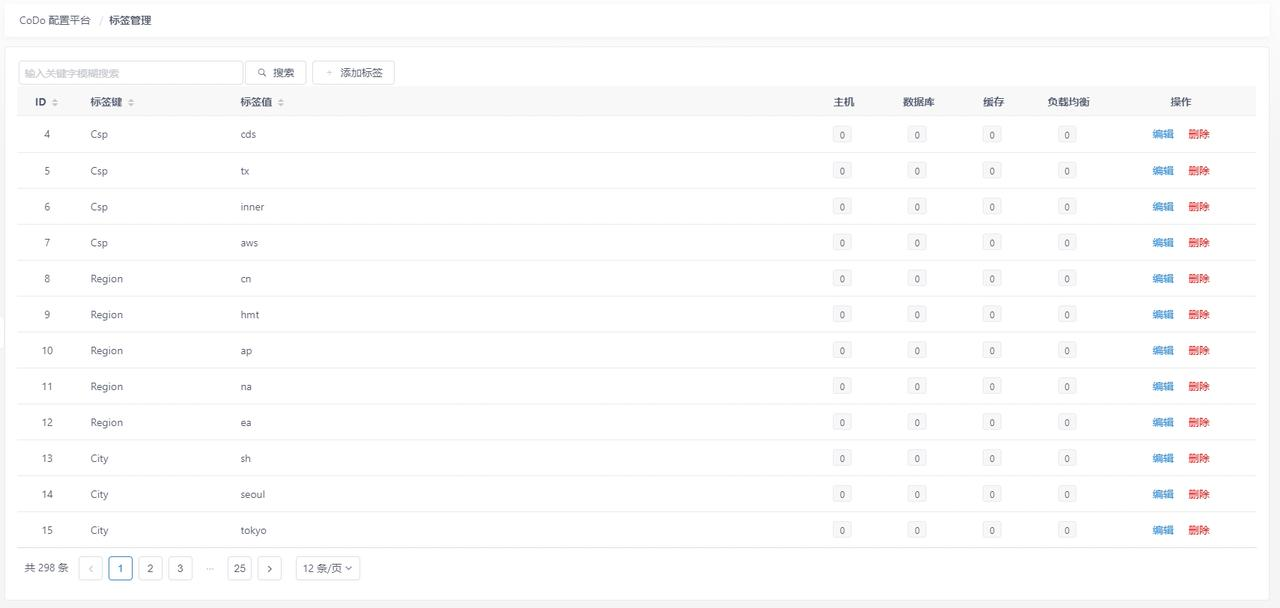 CoDo 配置平台 / 标签管理
输入关键字模糊搜索 搜索 + 添加标签
ID 标签键 标签值 主机 数据库 缓存 负载均衡 操作
4 Csp cds 0 0 0 0 编辑 删除
5 Csp tx 0 0 0 0 编辑 删除
6 Csp inner 0 0 0 0 编辑 删除
7 Csp aws 0 0 0 0 编辑 删除
8 Region cn 0 0 0 0 编辑 删除
9 Region hmt 0 0 0 0 编辑 删除
10 Region ap 0 0 0 0 编辑 删除
11 Region na 0 0 0 0 编辑 删除
12 Region ea 0 0 0 0 编辑 删除
13 City sh 0 0 0 0 编辑 删除
14 City seoul 0 0 0 0 编辑 删除
15 City tokyo 0 0 0 0 编辑 删除
共 298 条 < 1 2 3 ··· 25 > 12 条/页